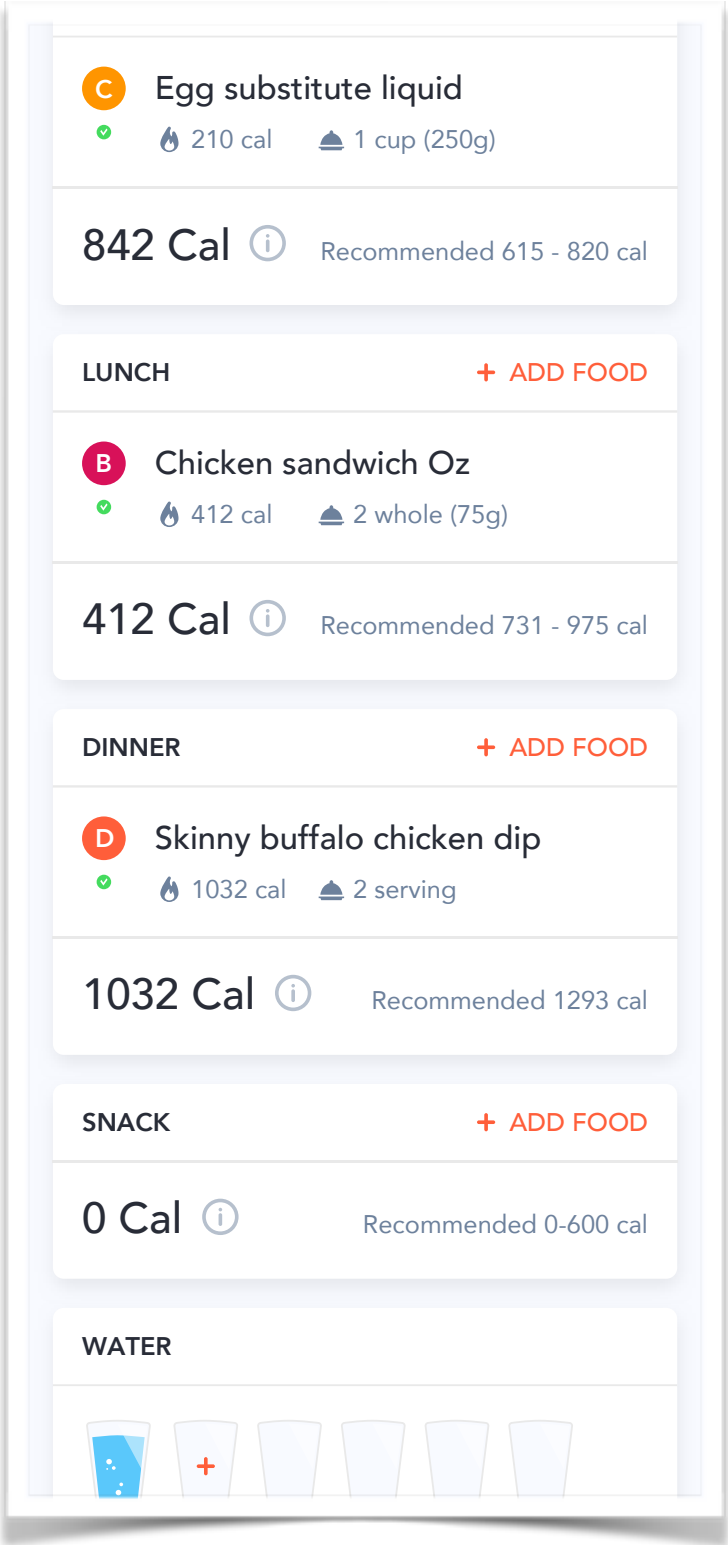 C Egg substitute liquid
210 cal 1 cup (250g)
842 Cal i Recommended 615 - 820 cal
LUNCH + ADD FOOD
B Chicken sandwich Oz
412 cal 2 whole (75g)
412 Cal i Recommended 731 - 975 cal
DINNER + ADD FOOD
D Skinny buffalo chicken dip
1032 cal 2 serving
1032 Cal i Recommended 1293 cal
SNACK + ADD FOOD
0 Cal i Recommended 0-600 cal
WATER
+